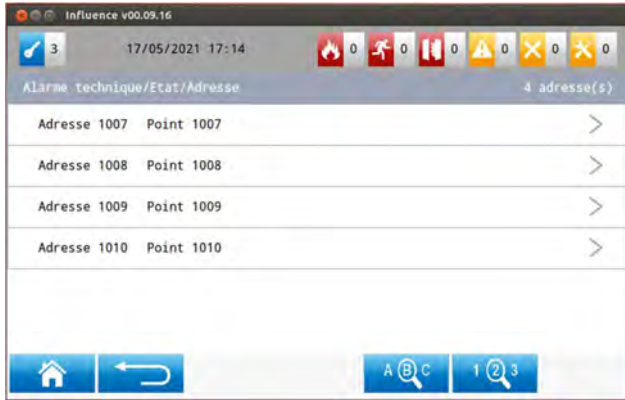 Influence v00.09.16
3 17/05/2021 17:14 0 0 0 0 0 0
Alarme technique/Etat/Adresse 4 adresse(s)
Adresse 1007 Point 1007
Adresse 1008 Point 1008
Adresse 1009 Point 1009
Adresse 1010 Point 1010
A B C 1 2 3